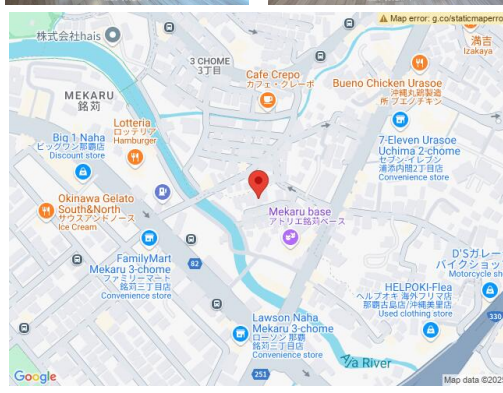 Map error: g.co/staticmaperro
株式会社hais
満吉
Izakaya
3 CHOME
3丁目
Cafe Crepo
カフェ・クレーポ
Bueno Chicken Urasoe
沖縄丸鶏製造
所 ブエノチキン
MEKARU
銘苅
Lotteria
ロッテリア
Hamburger
Big 1 Naha
ビッグワン那覇店
Discount store
7-Eleven Urasoe
Uchima 2-chome
セブン-イレブン
浦添内間2丁目店
Convenience store
Okinawa Gelato
South&North
サウスアンドノース
Ice Cream
Mekaru base
アトリエ銘苅ベース
FamilyMart
Mekaru 3-chome
ファミリーマート
銘苅三丁目店
Convenience store
82
D'Sガレー
バイクショッ
Motorcycle sh
HELPOKI-Flea
ヘルプオキ 海外フリマ店
那覇古島店/沖縄美里店
Used clothing store
330
Lawson Naha
Mekaru 3-chome
ローソン 那覇
銘苅三丁目店
Convenience store
Aja River
251
Google
Map data ©2025